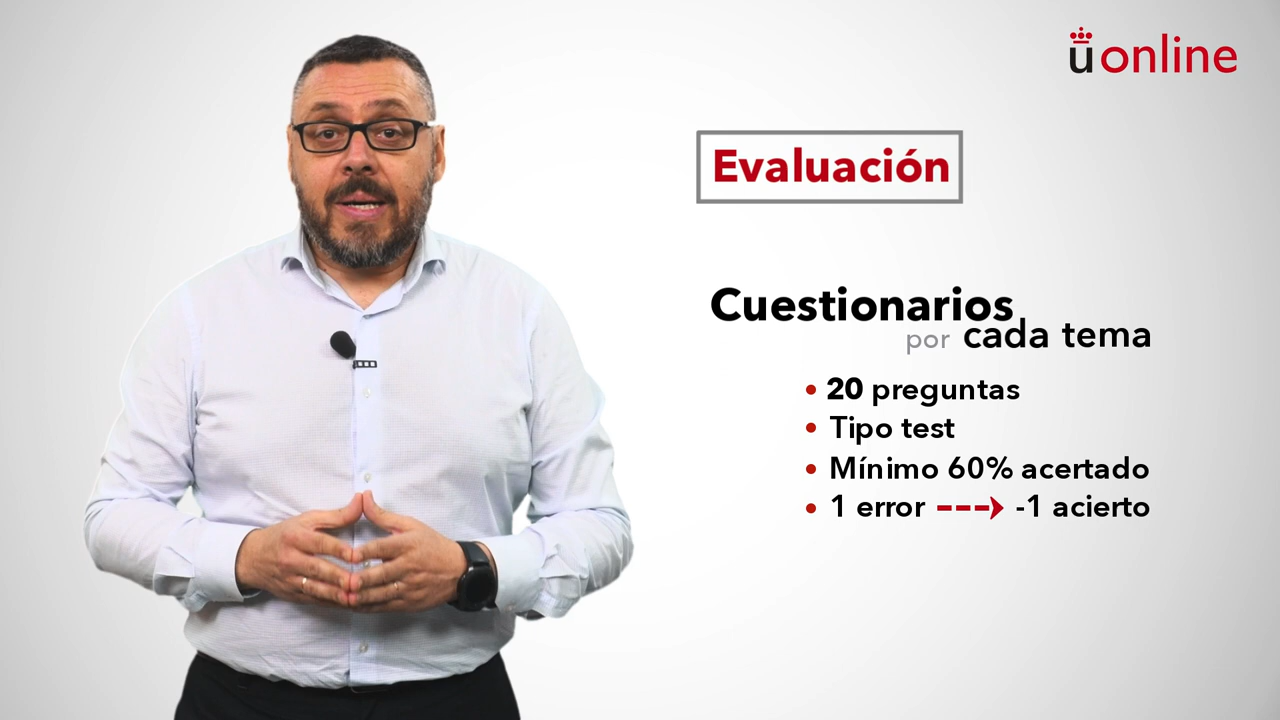 ü online
Evaluación
Cuestionarios
por cada tema
• 20 preguntas
• Tipo test
• Mínimo 60% acertado
• 1 error ---> -1 acierto